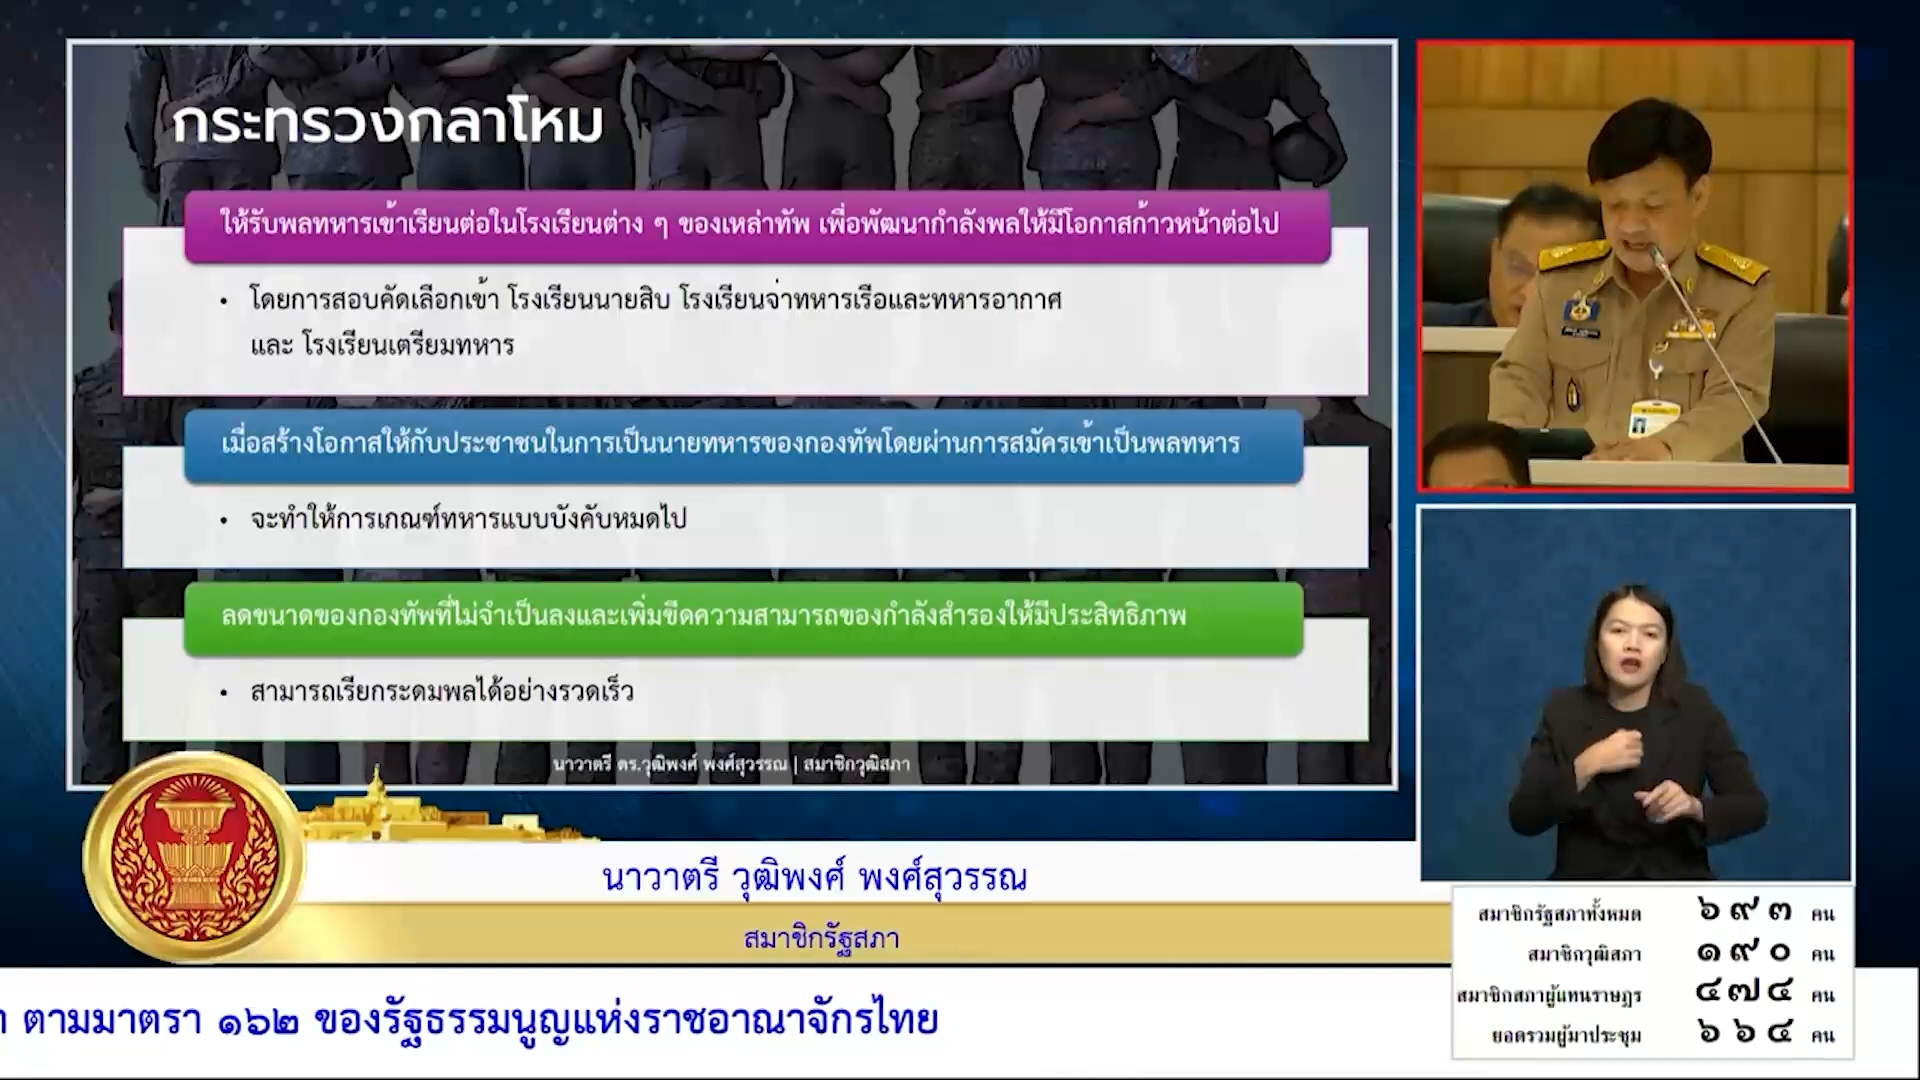 กระทรวงกลาโหม
ให้รับพลทหารเข้าเรียนต่อในโรงเรียนต่าง ๆ ของเหล่าทัพ เพื่อพัฒนากำลังพลให้มีโอกาสก้าวหน้าต่อไป
• โดยการสอบคัดเลือกเข้า โรงเรียนนายสิบ โรงเรียนจ่าทหารเรือและทหารอากาศ
และ โรงเรียนเตรียมทหาร
เมื่อสร้างโอกาสให้กับประชาชนในการเป็นนายทหารของกองทัพโดยผ่านการสมัครเข้าเป็นพลทหาร
• จะทำให้การเกณฑ์ทหารแบบบังคับหมดไป
ลดขนาดของกองทัพที่ไม่จำเป็นลงและเพิ่มขีดความสามารถของกำลังสำรองให้มีประสิทธิภาพ
• สามารถเรียกระดมพลได้อย่างรวดเร็ว
นาวาตรี ดร.วุฒิพงศ์ พงศ์สุวรรณ | สมาชิกวุฒิสภา
นาวาตรี วุฒิพงศ์ พงศ์สุวรรณ
สมาชิกรัฐสภา
ตามมาตรา ๑๖๒ ของรัฐธรรมนูญแห่งราชอาณาจักรไทย
สมาชิกรัฐสภาทั้งหมด ๖๙๓ คน
สมาชิกวุฒิสภา ๑๙๐ คน
สมาชิกสภาผู้แทนราษฎร ๔๗๔ คน
ยอดรวมผู้มาประชุม ๖๖๔ คน